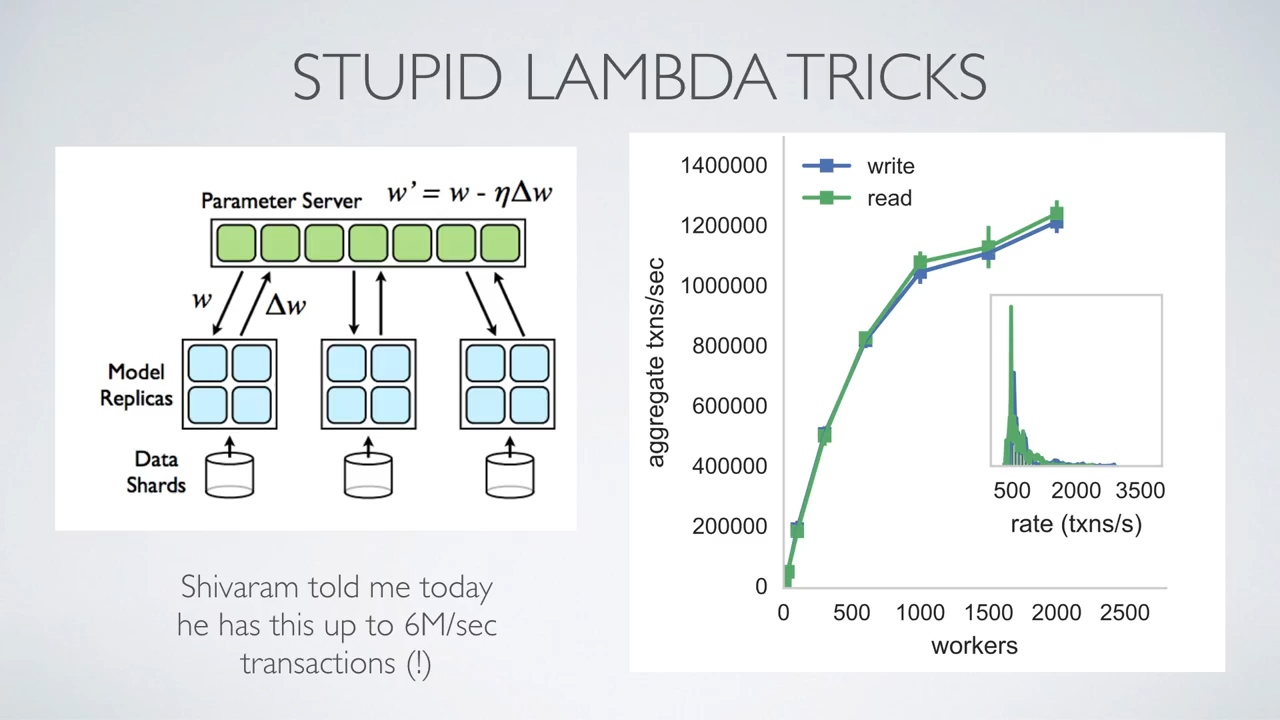 STUPID LAMBDA TRICKS
Parameter Server w' = w - ηΔw
w Δw
Model
Replicas
Data
Shards
Shivaram told me today
he has this up to 6M/sec
transactions (!)
write
read
aggregate txns/sec
1400000
1200000
1000000
800000
600000
400000
200000
0
0 500 1000 1500 2000 2500
workers
500 2000 3500
rate (txns/s)